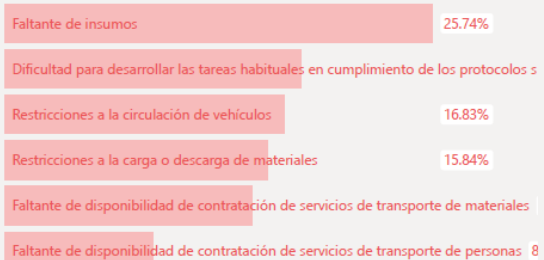 Faltante de insumos 25.74%
Dificultad para desarrollar las tareas habituales en cumplimiento de los protocolos s
Restricciones a la circulación de vehículos 16.83%
Restricciones a la carga o descarga de materiales 15.84%
Faltante de disponibilidad de contratación de servicios de transporte de materiales
Faltante de disponibilidad de contratación de servicios de transporte de personas 8